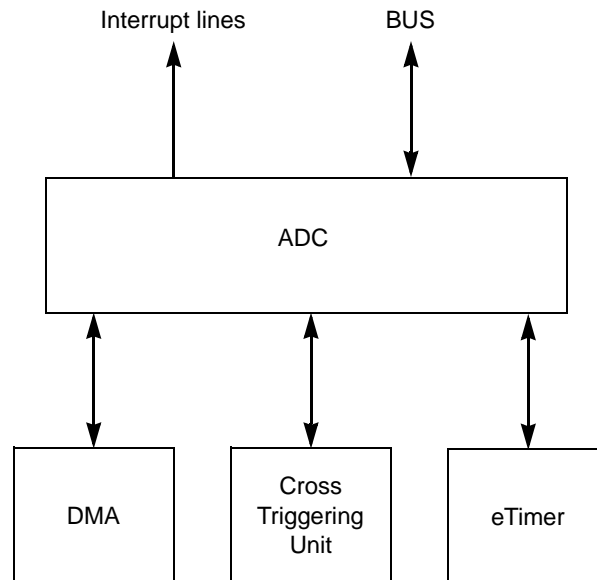 Interrupt lines
BUS
ADC
DMA
Cross
Triggering
Unit
eTimer